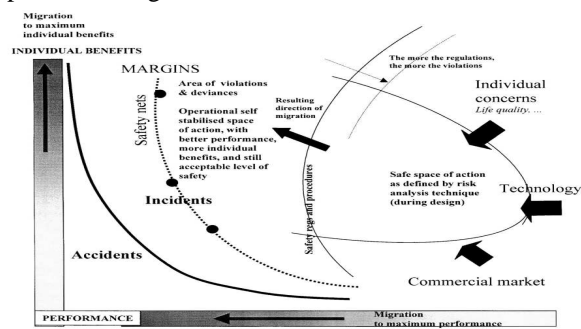 Migration
to maximum
individual benefits
INDIVIDUAL BENEFITS
MARGINS
Safety nets
Area of violations
& deviances
Operational self
stabilised space
of action, with
better performance,
more individual
benefits, and still
acceptable level of
safety
Incidents
Accidents
Resulting
direction of
migration
Safety regs and procedures
The more the regulations,
the more the violations
Individual
concerns
Life quality, ...
Safe space of action
as defined by risk
analysis technique
(during design)
Technology
Commercial market
PERFORMANCE
Migration
to maximum performance